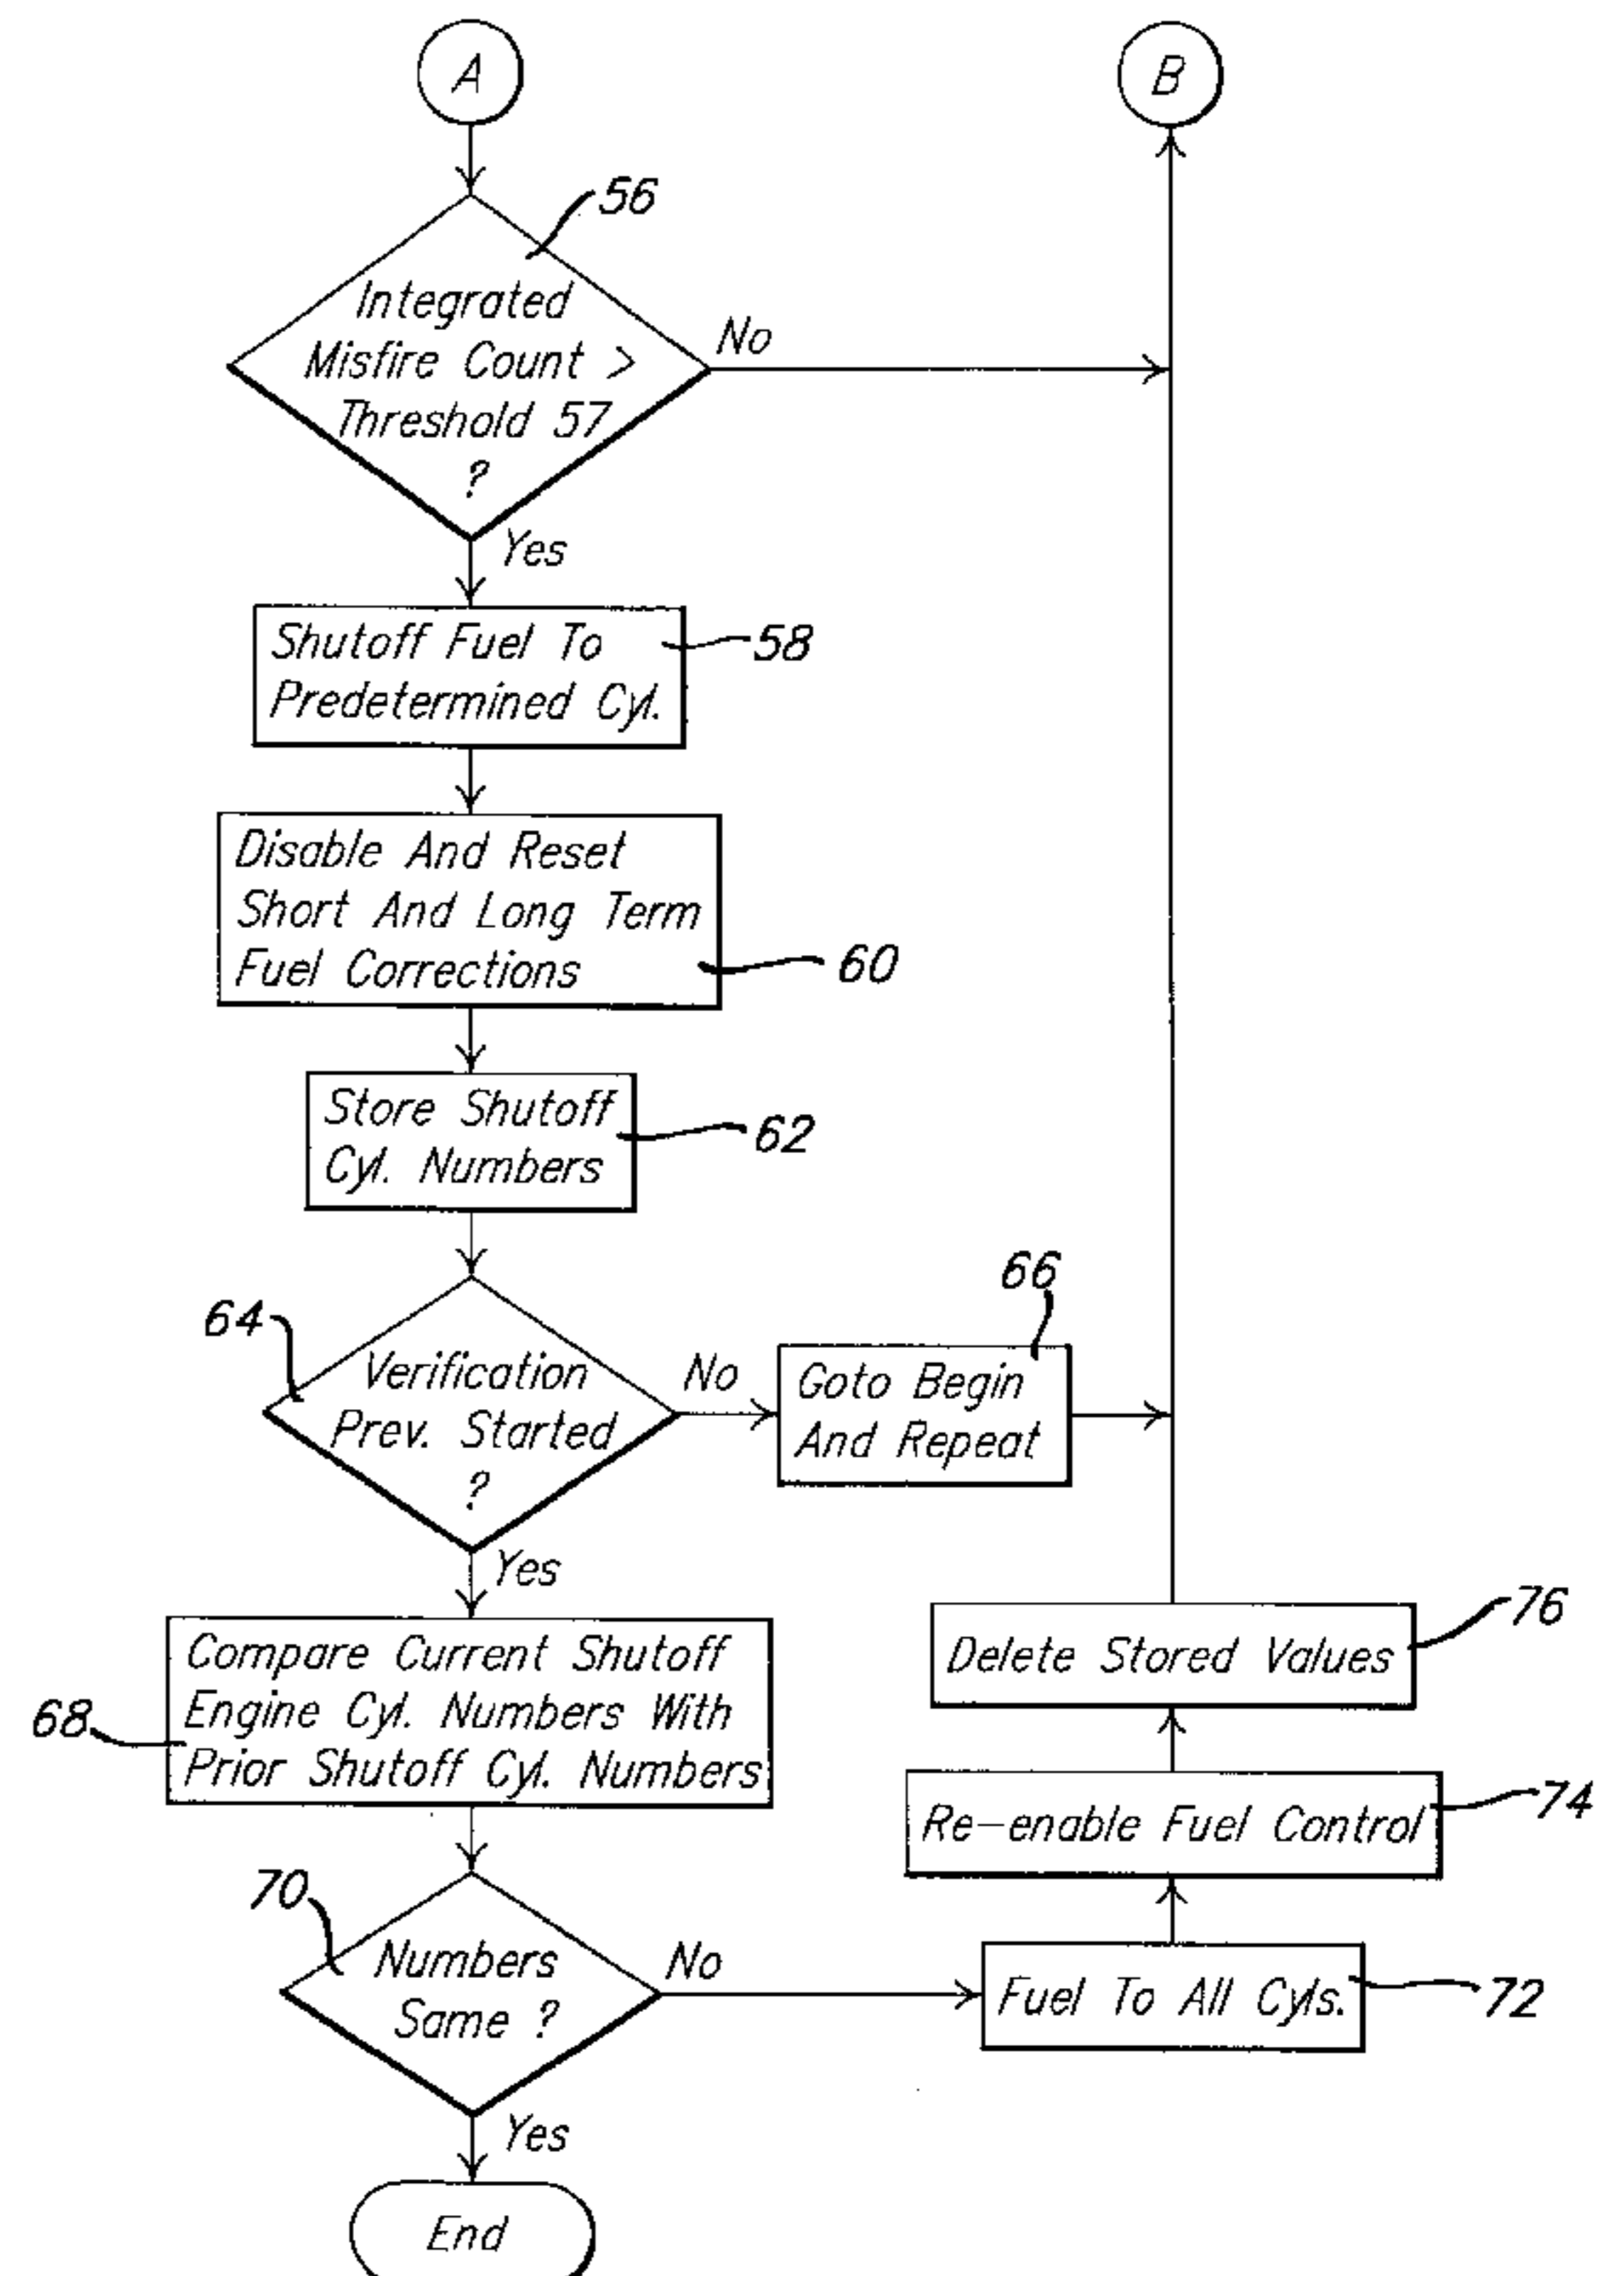 A
B
56
Integrated
Misfire Count >
Threshold 57
?
No
Yes
Shutoff Fuel To
Predetermined Cyl.
58
Disable And Reset
Short And Long Term
Fuel Corrections
60
Store Shutoff
Cyl. Numbers
62
64
Verification
Prev. Started
?
No
66
Goto Begin
And Repeat
Yes
68
Compare Current Shutoff
Engine Cyl. Numbers With
Prior Shutoff Cyl. Numbers
76
Delete Stored Values
74
Re-enable Fuel Control
70
Numbers
Same ?
No
Fuel To All Cyls.
72
Yes
End